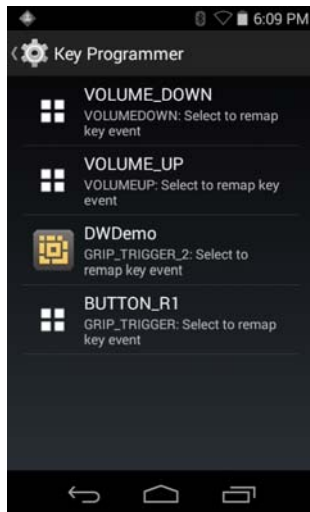 6:09 PM
Key Programmer
VOLUME_DOWN
VOLUMEDOWN: Select to remap
key event
VOLUME_UP
VOLUMEUP: Select to remap key
event
DWDemo
GRIP_TRIGGER_2: Select to
remap key event
BUTTON_R1
GRIP_TRIGGER: Select to remap
key event